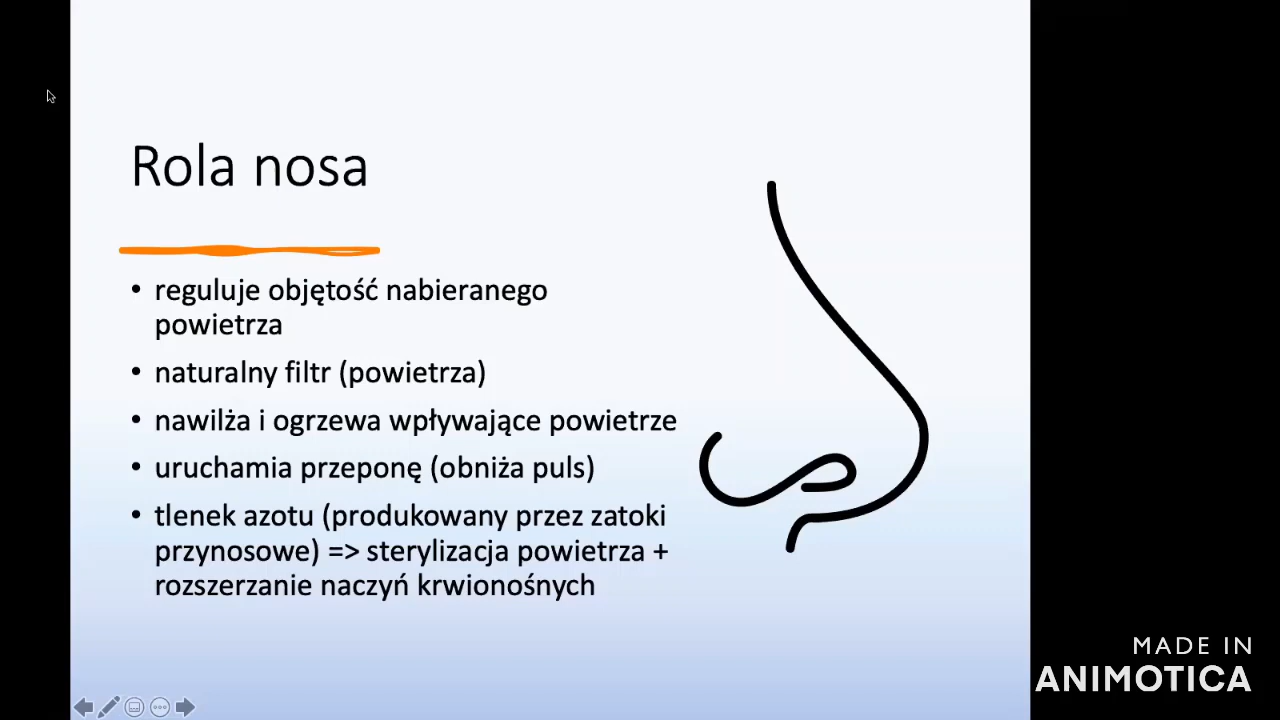 Rola nosa
• reguluje objętość nabieranego
powietrza
• naturalny filtr (powietrza)
• nawilża i ogrzewa wpływające powietrze
• uruchamia przeponę (obniża puls)
• tlenek azotu (produkowany przez zatoki
przynosowe) => sterylizacja powietrza +
rozszerzanie naczyń krwionośnych
MADE IN
ANIMOTICA